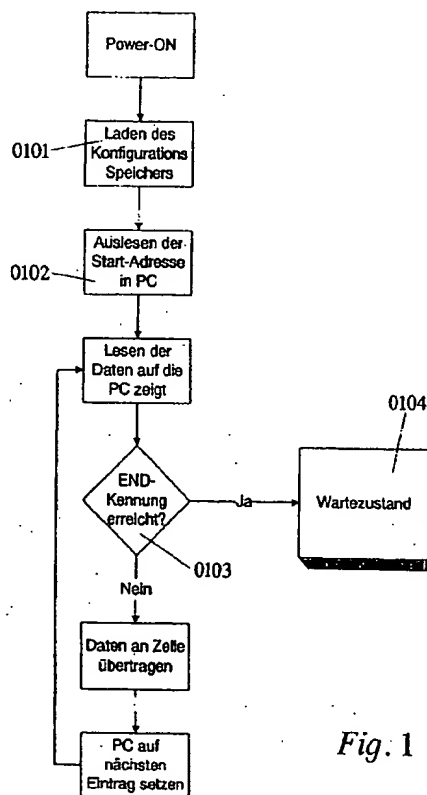 Power-ON
0101
Laden des
Konfigurations
Speichers
0102
Auslesen der
Start-Adresse
in PC
Lesen der
Daten auf die
PC zeigt
0104
END-
Kennung
erreicht?
Ja
Wartezustand
0103
Nein
Daten an Zelle
übertragen
PC auf
nächsten
Eintrag setzen
Fig. 1